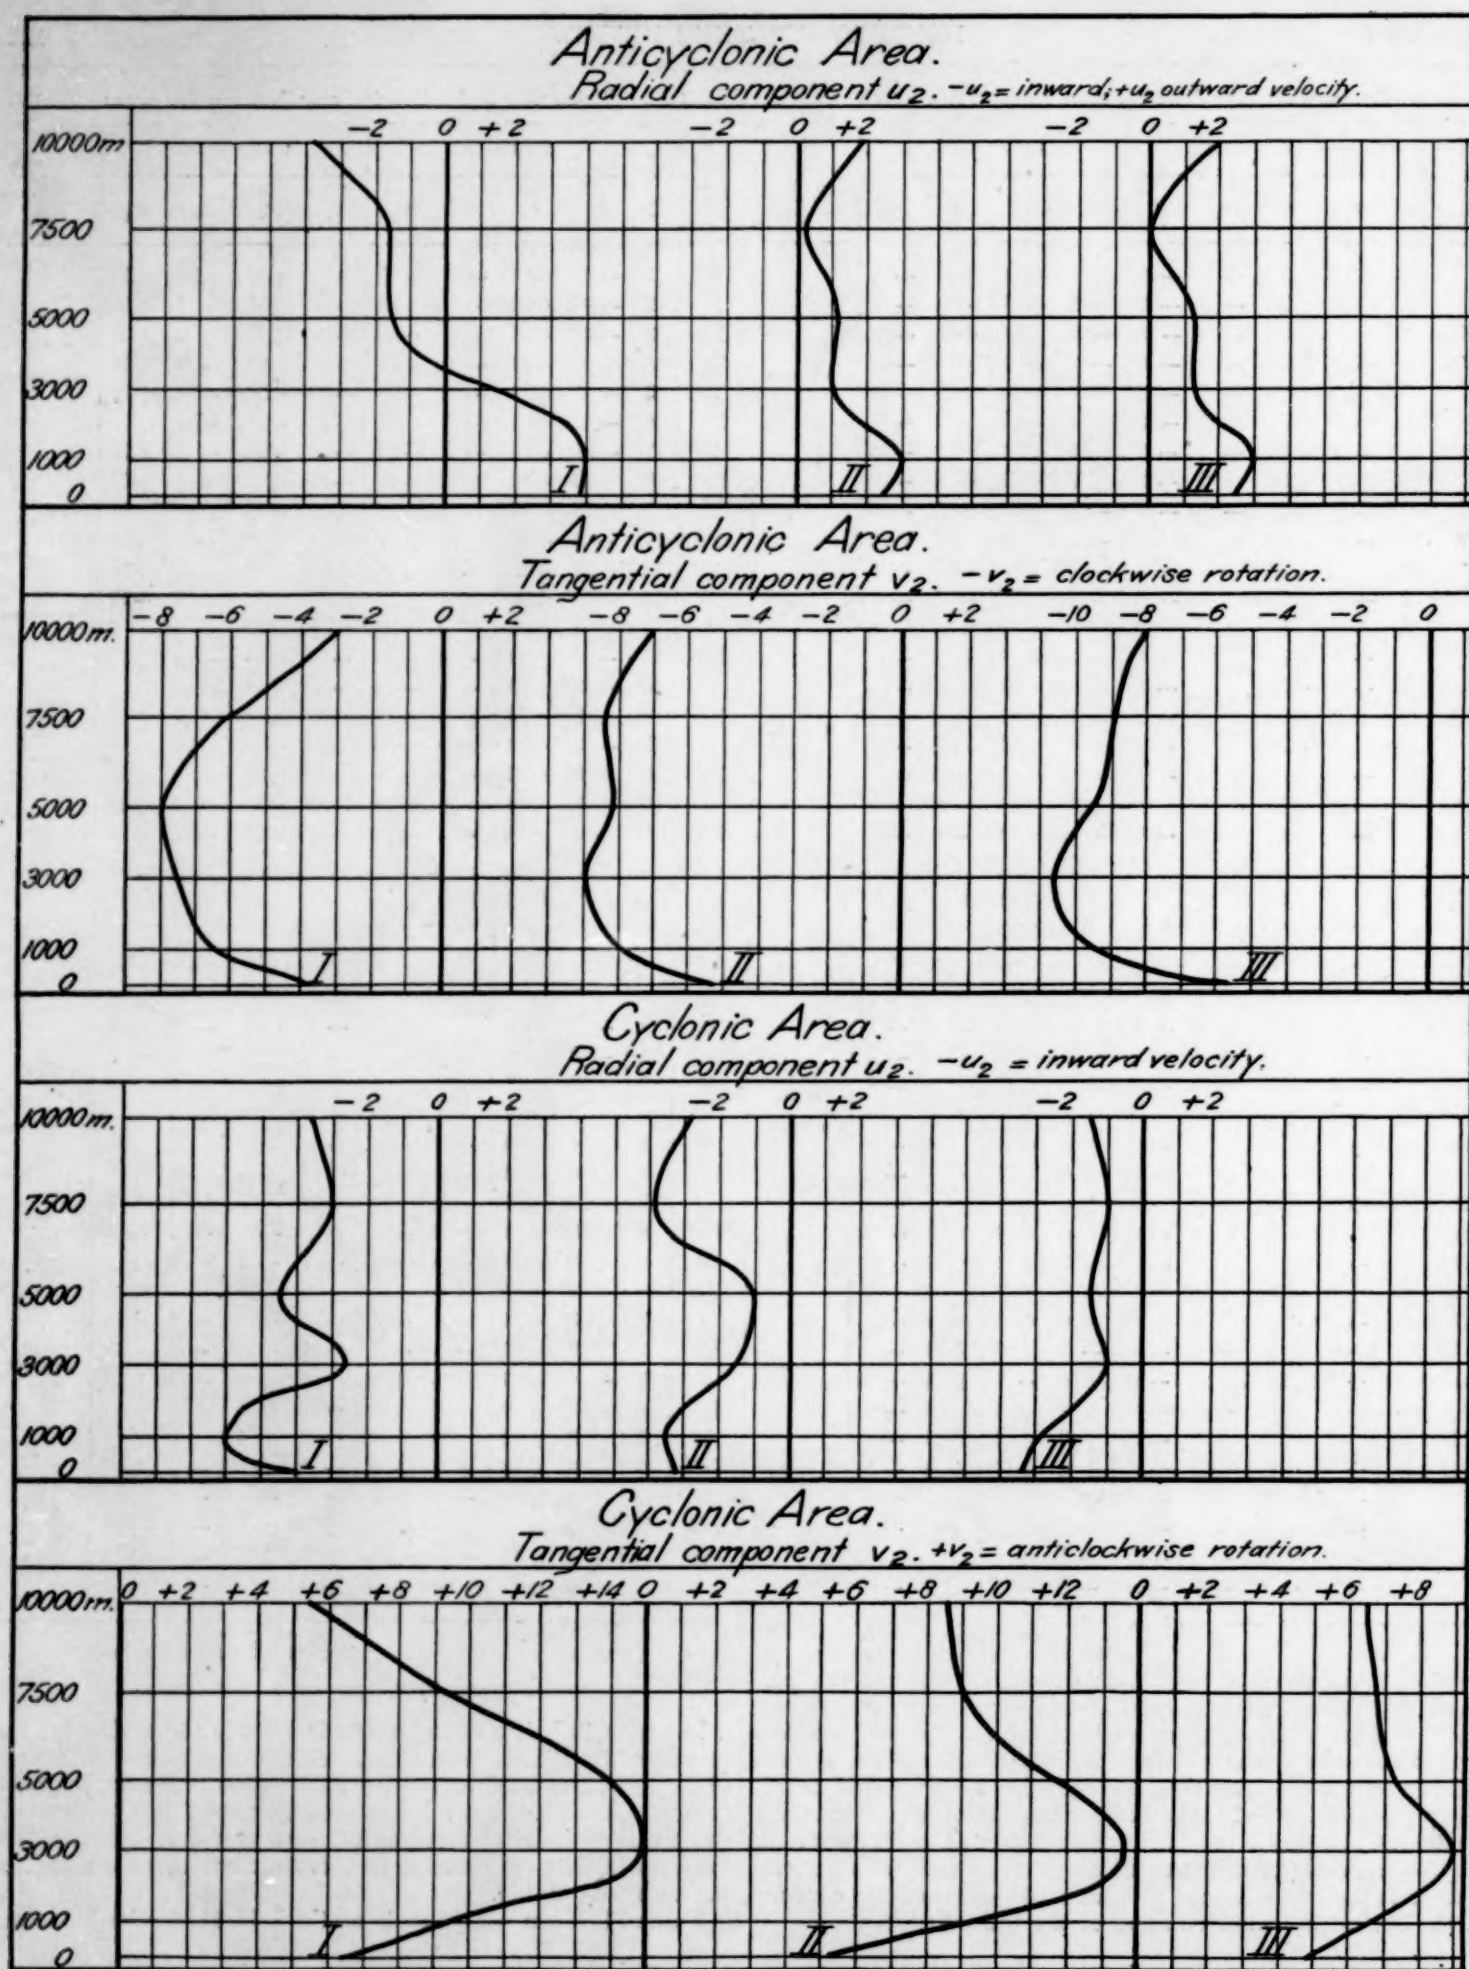 Anticyclonic Area.
Radial component u₂. -u₂ = inward; +u₂ outward velocity.
-2 0 +2 -2 0 +2 -2 0 +2
10000m
7500
5000
3000
1000 I II III
0
Anticyclonic Area.
Tangential component v₂. -v₂ = clockwise rotation.
-8 -6 -4 -2 0 +2 -8 -6 -4 -2 0 +2 -10 -8 -6 -4 -2 0
10000m.
7500
5000
3000
1000 I II III
0
Cyclonic Area.
Radial component u₂. -u₂ = inward velocity.
-2 0 +2 -2 0 +2 -2 0 +2
10000m.
7500
5000
3000
1000 I II III
0
Cyclonic Area.
Tangential component v₂. +v₂ = anticlockwise rotation.
0 +2 +4 +6 +8 +10 +12 +14 0 +2 +4 +6 +8 +10 +12 0 +2 +4 +6 +8
10000m.
7500
5000
3000
1000 I II III
0